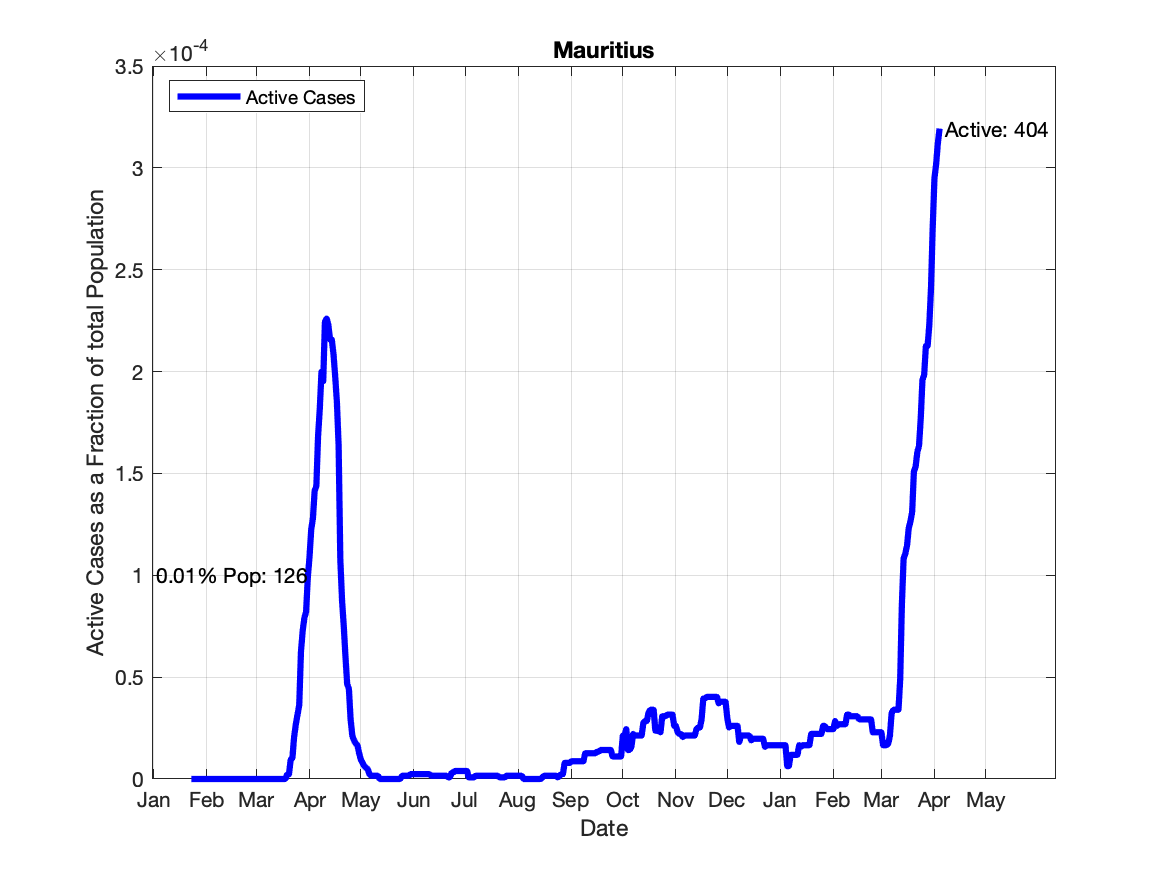 Mauritius
×10⁻⁴
3.5
3
2.5
2
1.5
1
0.5
0
Active Cases as a Fraction of total Population
Active Cases
Active: 404
0.01% Pop: 126
Jan Feb Mar Apr May Jun Jul Aug Sep Oct Nov Dec Jan Feb Mar Apr May
Date